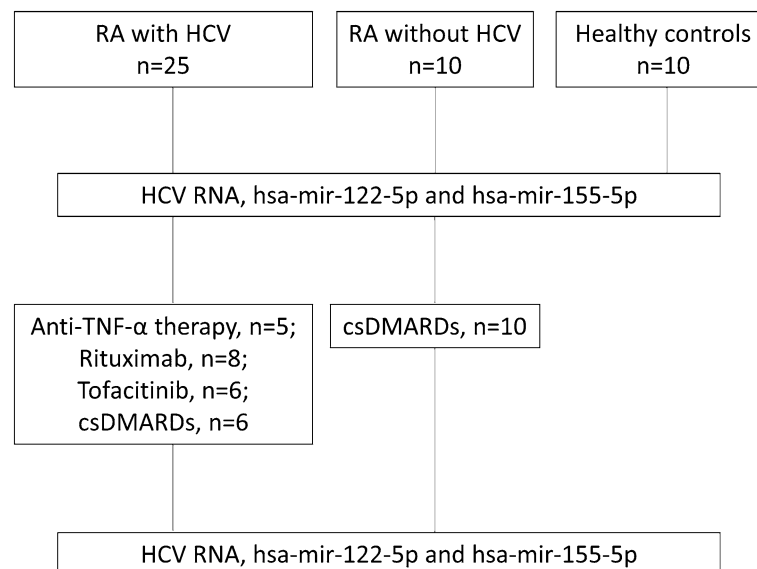 RA with HCV
n=25
RA without HCV
n=10
Healthy controls
n=10
HCV RNA, hsa-mir-122-5p and hsa-mir-155-5p
Anti-TNF-α therapy, n=5;
Rituximab, n=8;
Tofacitinib, n=6;
csDMARDs, n=6
csDMARDs, n=10
HCV RNA, hsa-mir-122-5p and hsa-mir-155-5p